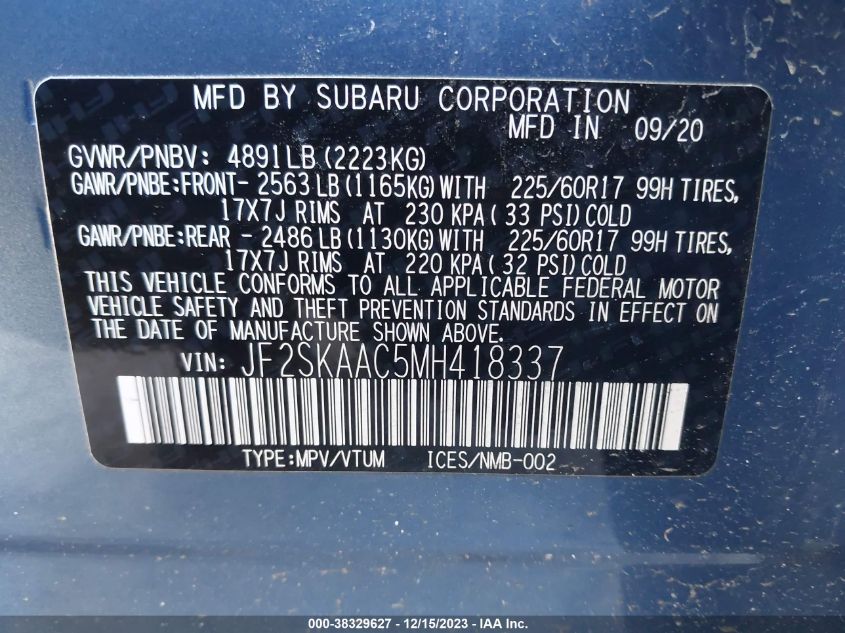 MFD BY SUBARU CORPORATION
MFD IN 09/20
GVWR/PNBV: 4891LB (2223KG)
GAWR/PNBE:FRONT- 2563 LB (1165KG) WITH 225/60R17 99H TIRES,
17X7J RIMS AT 230 KPA ( 33 PSI) COLD
GAWR/PNBE:REAR - 2486 LB (1130KG) WITH 225/60R17 99H TIRES,
17X7J RIMS AT 220 KPA ( 32 PSI) COLD
THIS VEHICLE CONFORMS TO ALL APPLICABLE FEDERAL MOTOR
VEHICLE SAFETY AND THEFT PREVENTION STANDARDS IN EFFECT ON
THE DATE OF MANUFACTURE SHOWN ABOVE.
VIN: JF2SKAAC5MH418337
TYPE:MPV/VTUM ICES/NMB-002
000-38329627 - 12/15/2023 - IAA Inc.